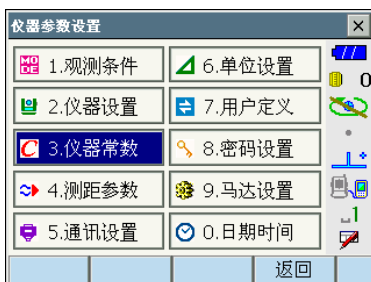 仪器参数设置
MODE 1.观测条件
6.单位设置
2.仪器设置
7.用户定义
0
C 3.仪器常数
8.密码设置
4.测距参数
9.马达设置
5.通讯设置
0.日期时间
1
返回